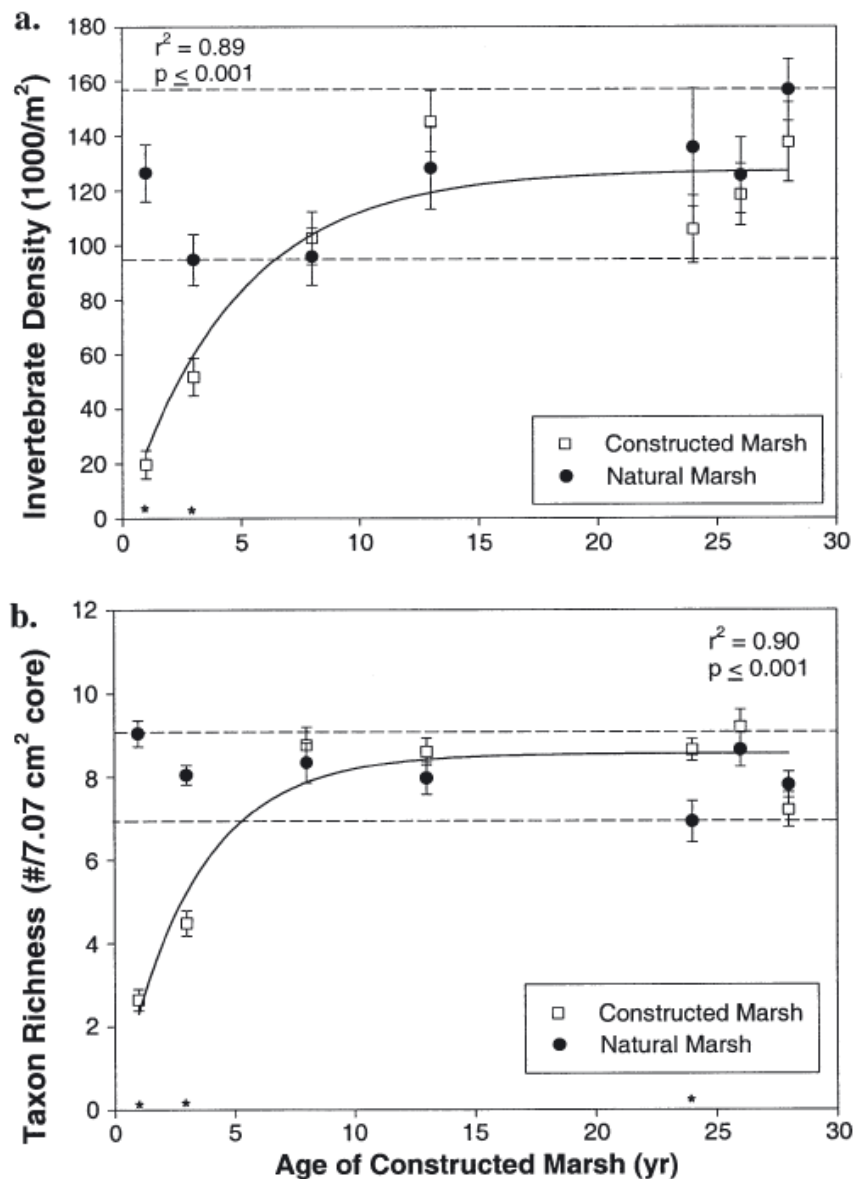 a.
r² = 0.89
p ≤ 0.001
Invertebrate Density (1000/m²)
180
160
140
120
100
80
60
40
20
0
□ Constructed Marsh
● Natural Marsh
* *
0 5 10 15 20 25 30
b.
r² = 0.90
p ≤ 0.001
Taxon Richness (#/7.07 cm² core)
12
10
8
6
4
2
0
□ Constructed Marsh
● Natural Marsh
* * *
0 5 10 15 20 25 30
Age of Constructed Marsh (yr)